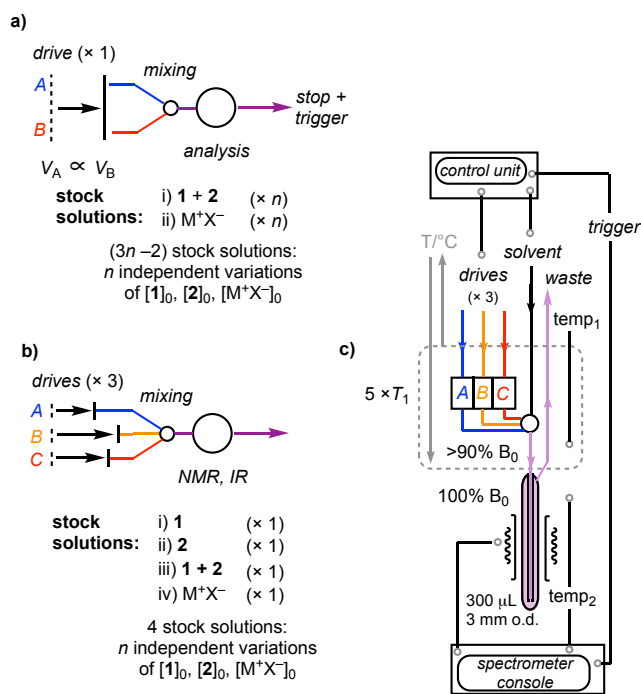 a)
drive (× 1)
A
B
mixing
analysis
stop +
trigger
V_A ∝ V_B
stock
solutions:
i) 1 + 2 (× n)
ii) M⁺X⁻ (× n)
(3n –2) stock solutions:
n independent variations
of [1]₀, [2]₀, [M⁺X⁻]₀
b)
drives (× 3)
A
B
C
mixing
NMR, IR
stock
solutions:
i) 1 (× 1)
ii) 2 (× 1)
iii) 1 + 2 (× 1)
iv) M⁺X⁻ (× 1)
4 stock solutions:
n independent variations
of [1]₀, [2]₀, [M⁺X⁻]₀
c)
control unit
trigger
T/°C
solvent
drives
(× 3)
waste
temp₁
5 × T₁
A B C
>90% B₀
100% B₀
300 µL
3 mm o.d.
temp₂
spectrometer
console